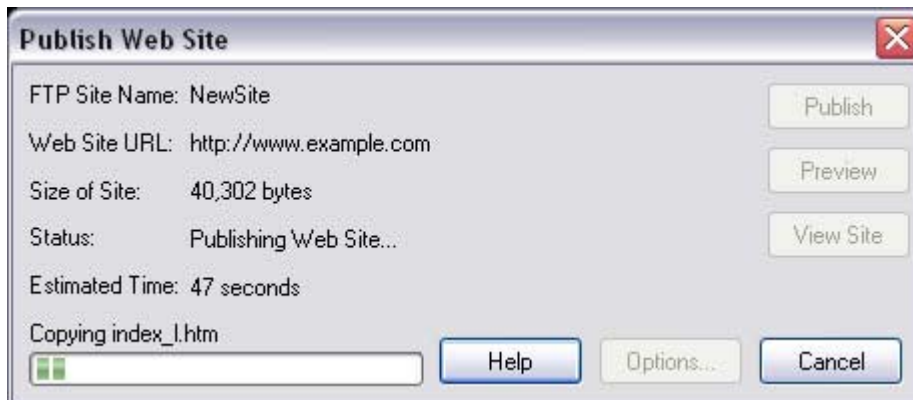 Publish Web Site
FTP Site Name: NewSite
Publish
Web Site URL: http://www.example.com
Preview
Size of Site: 40,302 bytes
Status: Publishing Web Site...
View Site
Estimated Time: 47 seconds
Copying index_l.htm
Help
Options...
Cancel